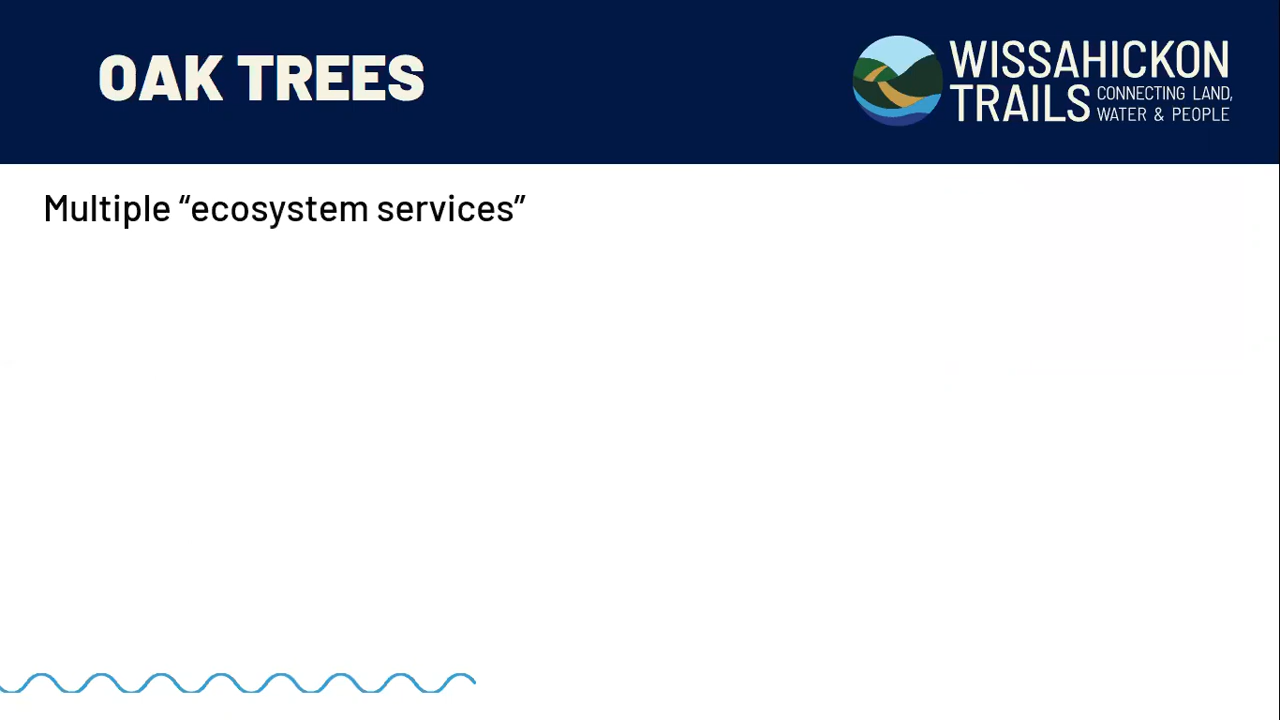 OAK TREES
WISSAHICKON
TRAILS
CONNECTING LAND,
WATER & PEOPLE
Multiple “ecosystem services”